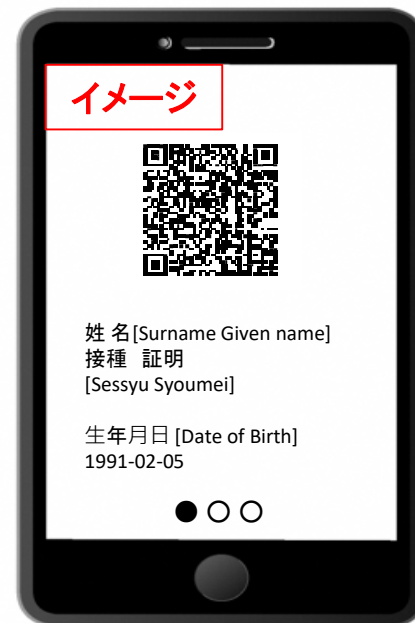 イメージ
姓 名[Surname Given name]
接種 証明
[Sessyu Syoumei]
生年月日 [Date of Birth]
1991-02-05